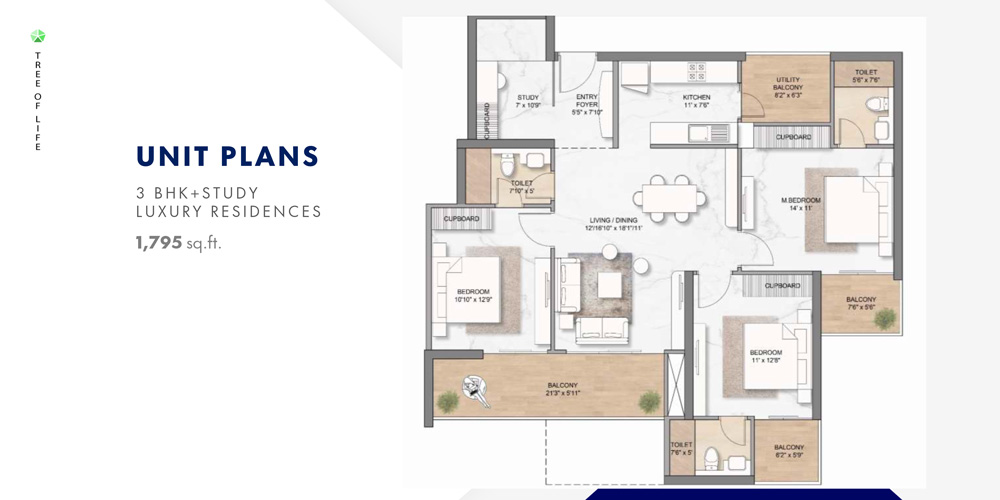 TREE OF LIFE
UNIT PLANS
3 BHK+STUDY
LUXURY RESIDENCES
1,795 sq.ft.
STUDY
7' x 10'9"
CUPBOARD
ENTRY
FOYER
5'5" x 7'10"
KITCHEN
11' x 7'6"
UTILITY
BALCONY
8'2" x 6'3"
TOILET
5'6" x 7'6"
CUPBOARD
TOILET
7'10" x 5'
M.BEDROOM
14' x 11'
CUPBOARD
LIVING / DINING
12'/16'10" x 18'1"/11'
CUPBOARD
BEDROOM
10'10" x 12'9"
BALCONY
7'6" x 5'6"
BEDROOM
11' x 12'8"
BALCONY
21'3" x 5'11"
TOILET
7'6" x 5'
BALCONY
6'2" x 5'9"